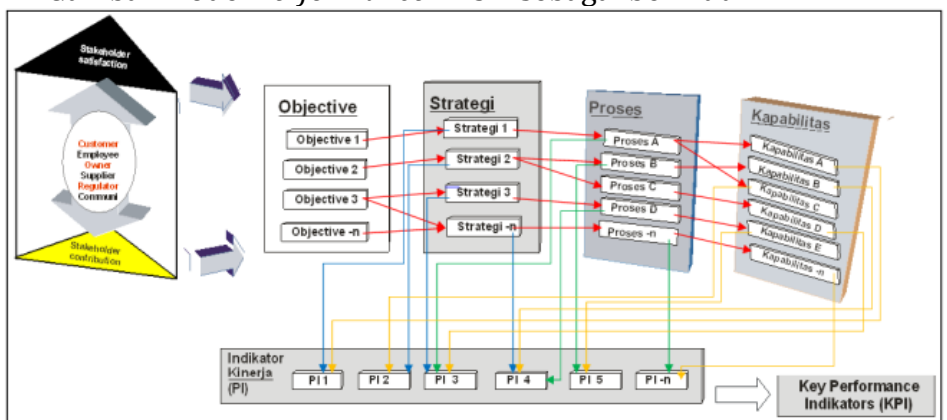 Stakeholder
satisfaction
Customer
Employee
Owner
Supplier
Regulator
Communi
Stakeholder
contribution
Objective
Objective 1
Objective 2
Objective 3
Objective -n
Strategi
Strategi 1
Strategi 2
Strategi 3
Strategi -n
Proses
Proses A
Proses B
Proses C
Proses D
Proses -n
Kapabilitas
Kapabilitas A
Kapabilitas B
Kapabilitas C
Kapabilitas D
Kapabilitas E
Kapabilitas -n
Indikator
Kinerja
(PI)
PI 1
PI 2
PI 3
PI 4
PI 5
PI -n
Key Performance
Indikators (KPI)